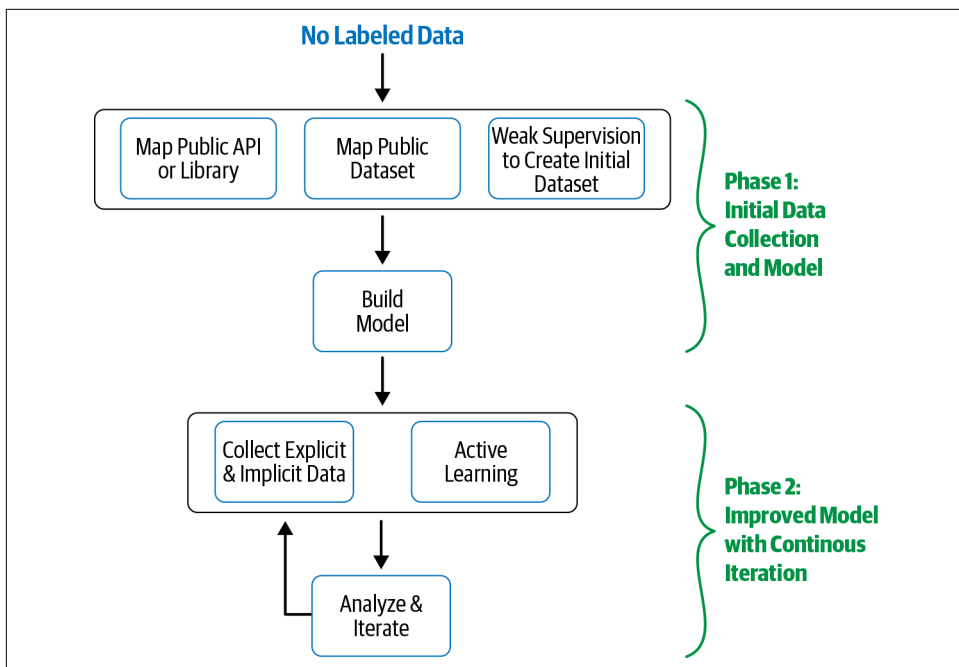 No Labeled Data
Map Public API
or Library
Map Public
Dataset
Weak Supervision
to Create Initial
Dataset
Phase 1:
Initial Data
Collection
and Model
Build
Model
Collect Explicit
& Implicit Data
Active
Learning
Phase 2:
Improved Model
with Continous
Iteration
Analyze &
Iterate